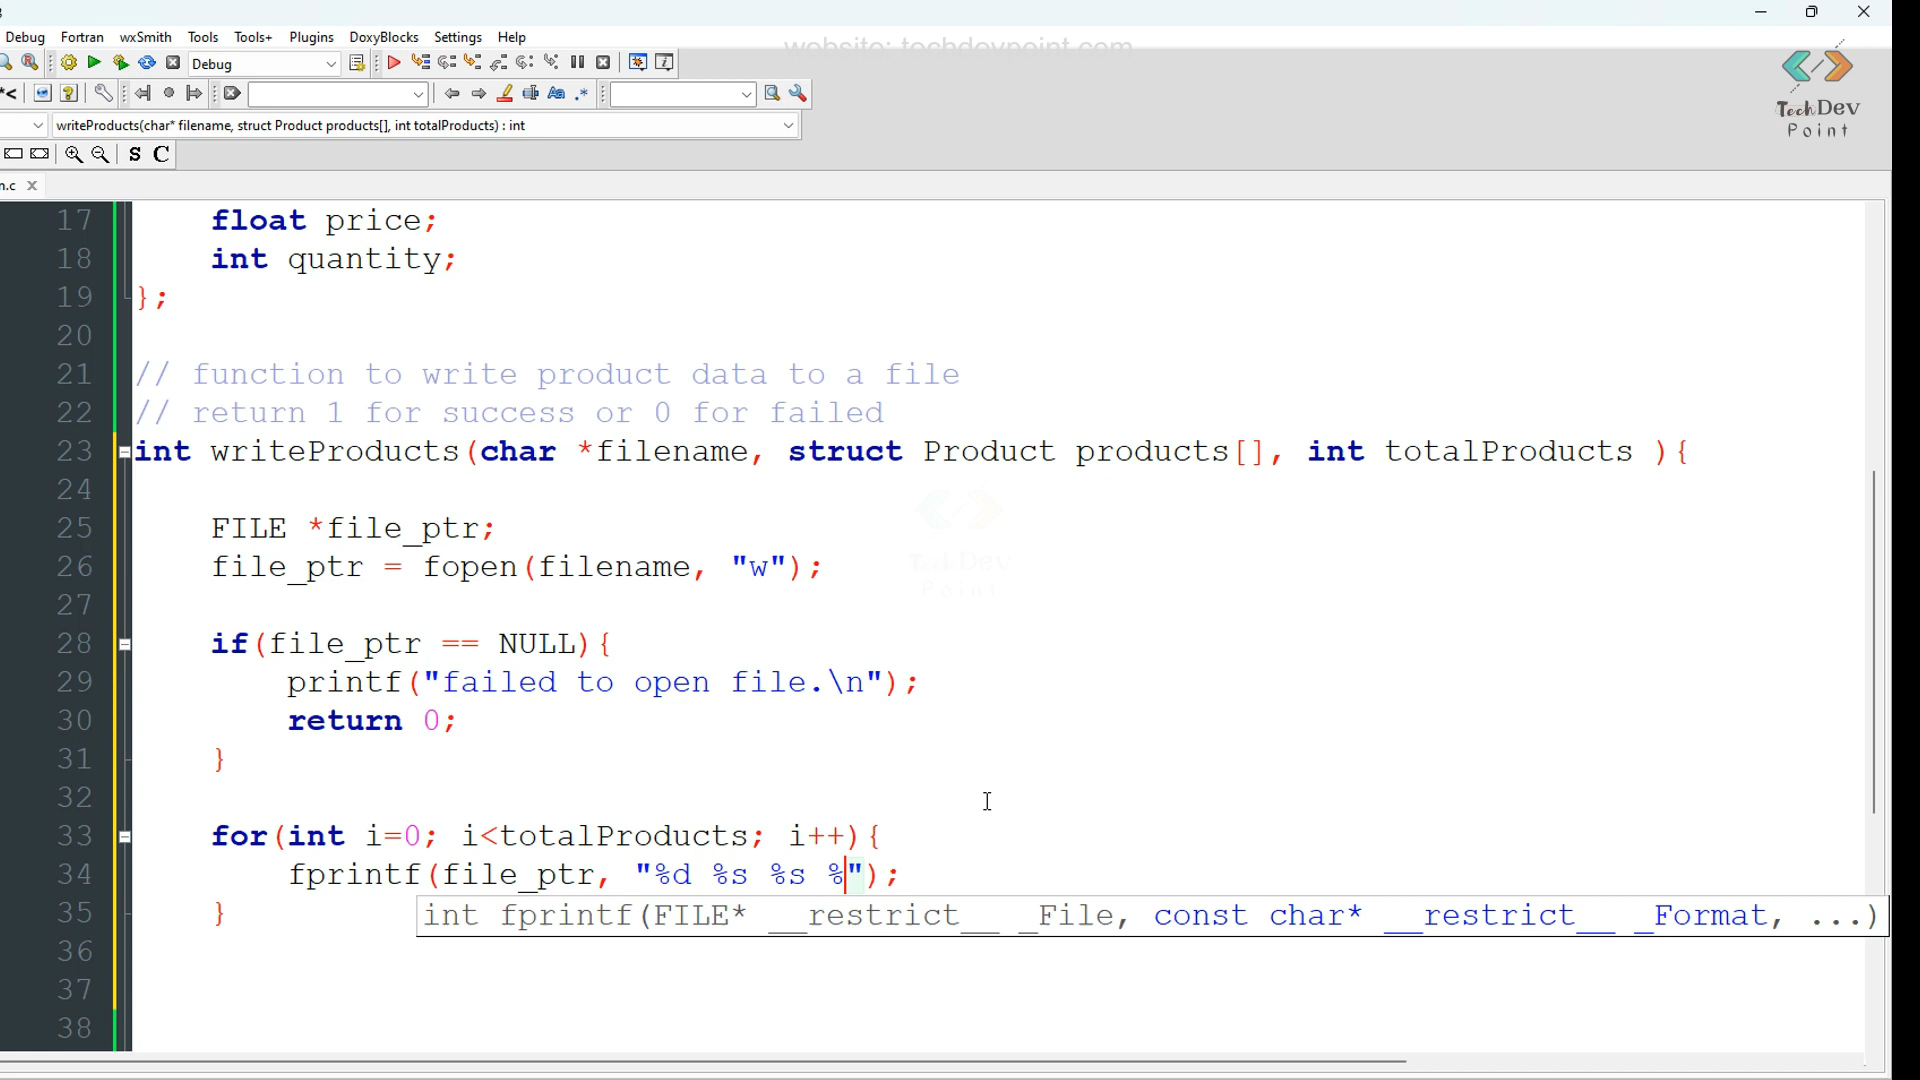 website: techdevpoint.com
Debug Fortran wxSmith Tools Tools+ Plugins DoxyBlocks Settings Help
Debug
TechDev
Point
writeProducts(char* filename, struct Product products[], int totalProducts) : int
S C
n.c
17 float price;
18 int quantity;
19 };
20
21 // function to write product data to a file
22 // return 1 for success or 0 for failed
23 int writeProducts(char *filename, struct Product products[], int totalProducts ){
24
25 FILE *file_ptr;
26 file_ptr = fopen(filename, "w");
27
28 if(file_ptr == NULL){
29 printf("failed to open file.\n");
30 return 0;
31 }
32
33 for(int i=0; i<totalProducts; i++){
34 fprintf(file_ptr, "%d %s %s %");
35 }
int fprintf(FILE* __restrict__ _File, const char* __restrict__ _Format, ...)
36
37
38
TechDev
Point